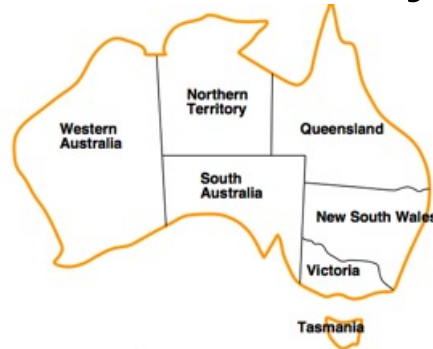 Northern
Territory
Western
Australia
Queensland
South
Australia
New South Wales
Victoria
Tasmania